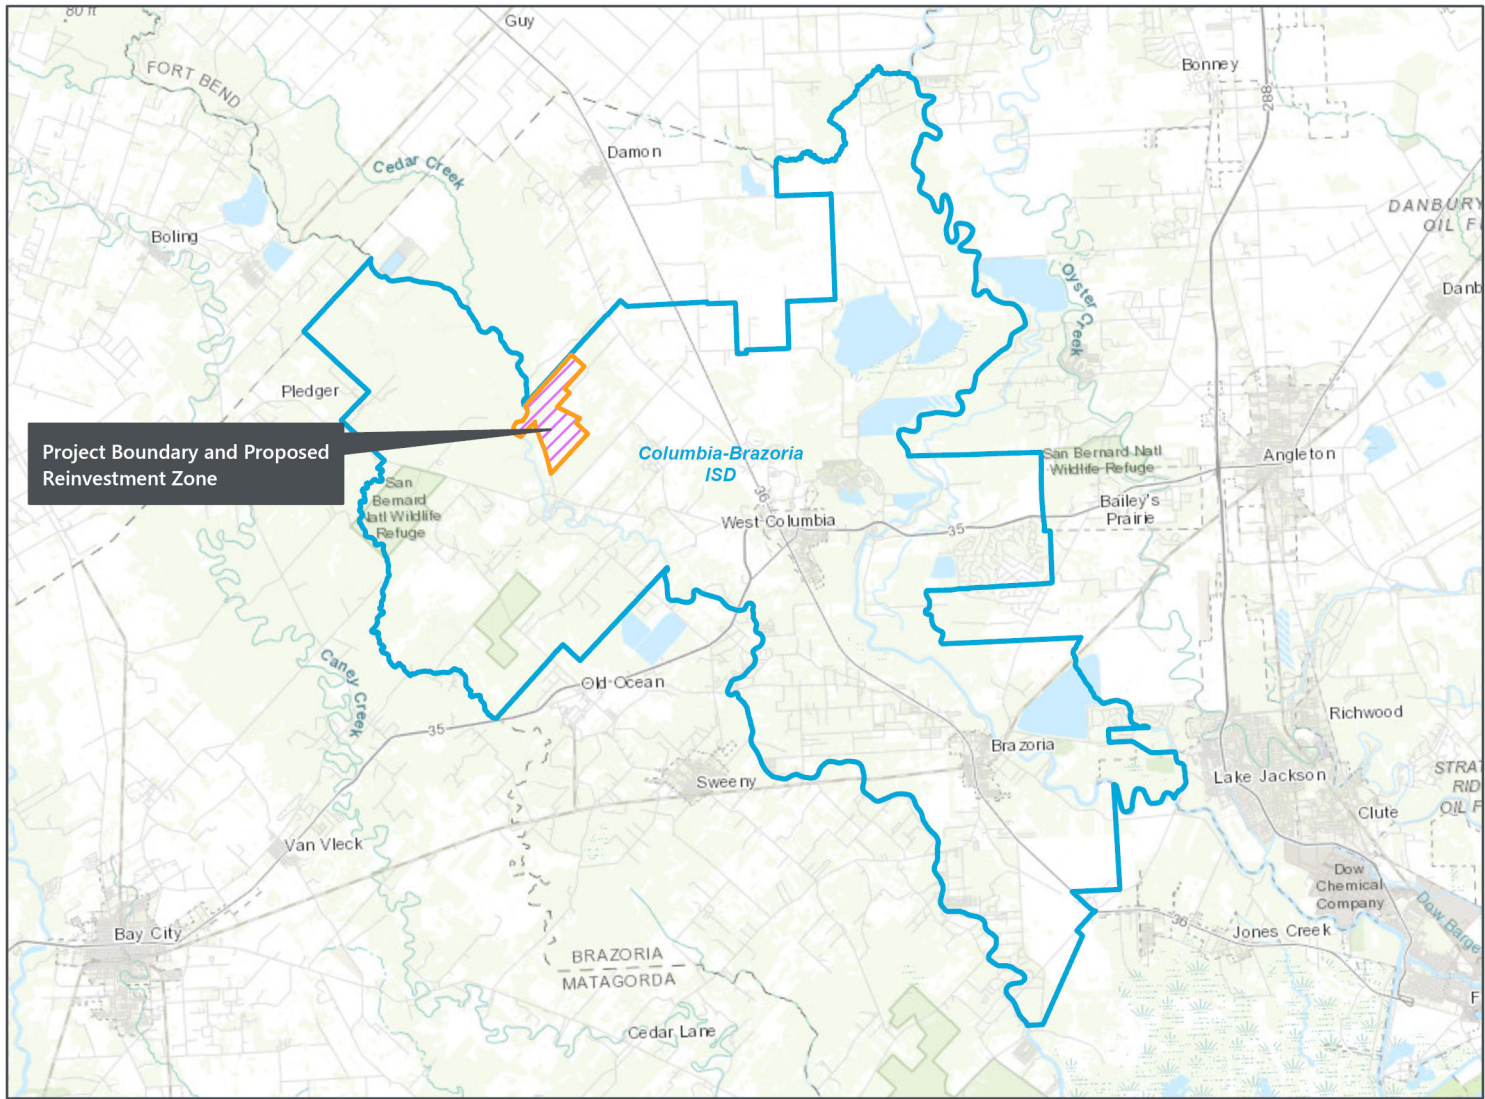 80 ft
Guy
Bonney
FORT BEND
288
Damon
Cedar Creek
DANBURY
OIL F
Boling
Oyster Creek
Danb
Pledger
Project Boundary and Proposed
Reinvestment Zone
Columbia-Brazoria
ISD
San Bernard Natl
Wildlife Refuge
Angleton
San
Bernard
Natl Wildlife
Refuge
36
West Columbia
35
Bailey's
Prairie
Caney Creek
Old Ocean
35
Richwood
Brazoria
Sweeny
Lake Jackson
STRAT
RID
OIL F
Clute
Van Vleck
Dow
Chemical
Company
Dow Barge
Bay City
36
Jones Creek
BRAZORIA
MATAGORDA
F
Cedar Lane